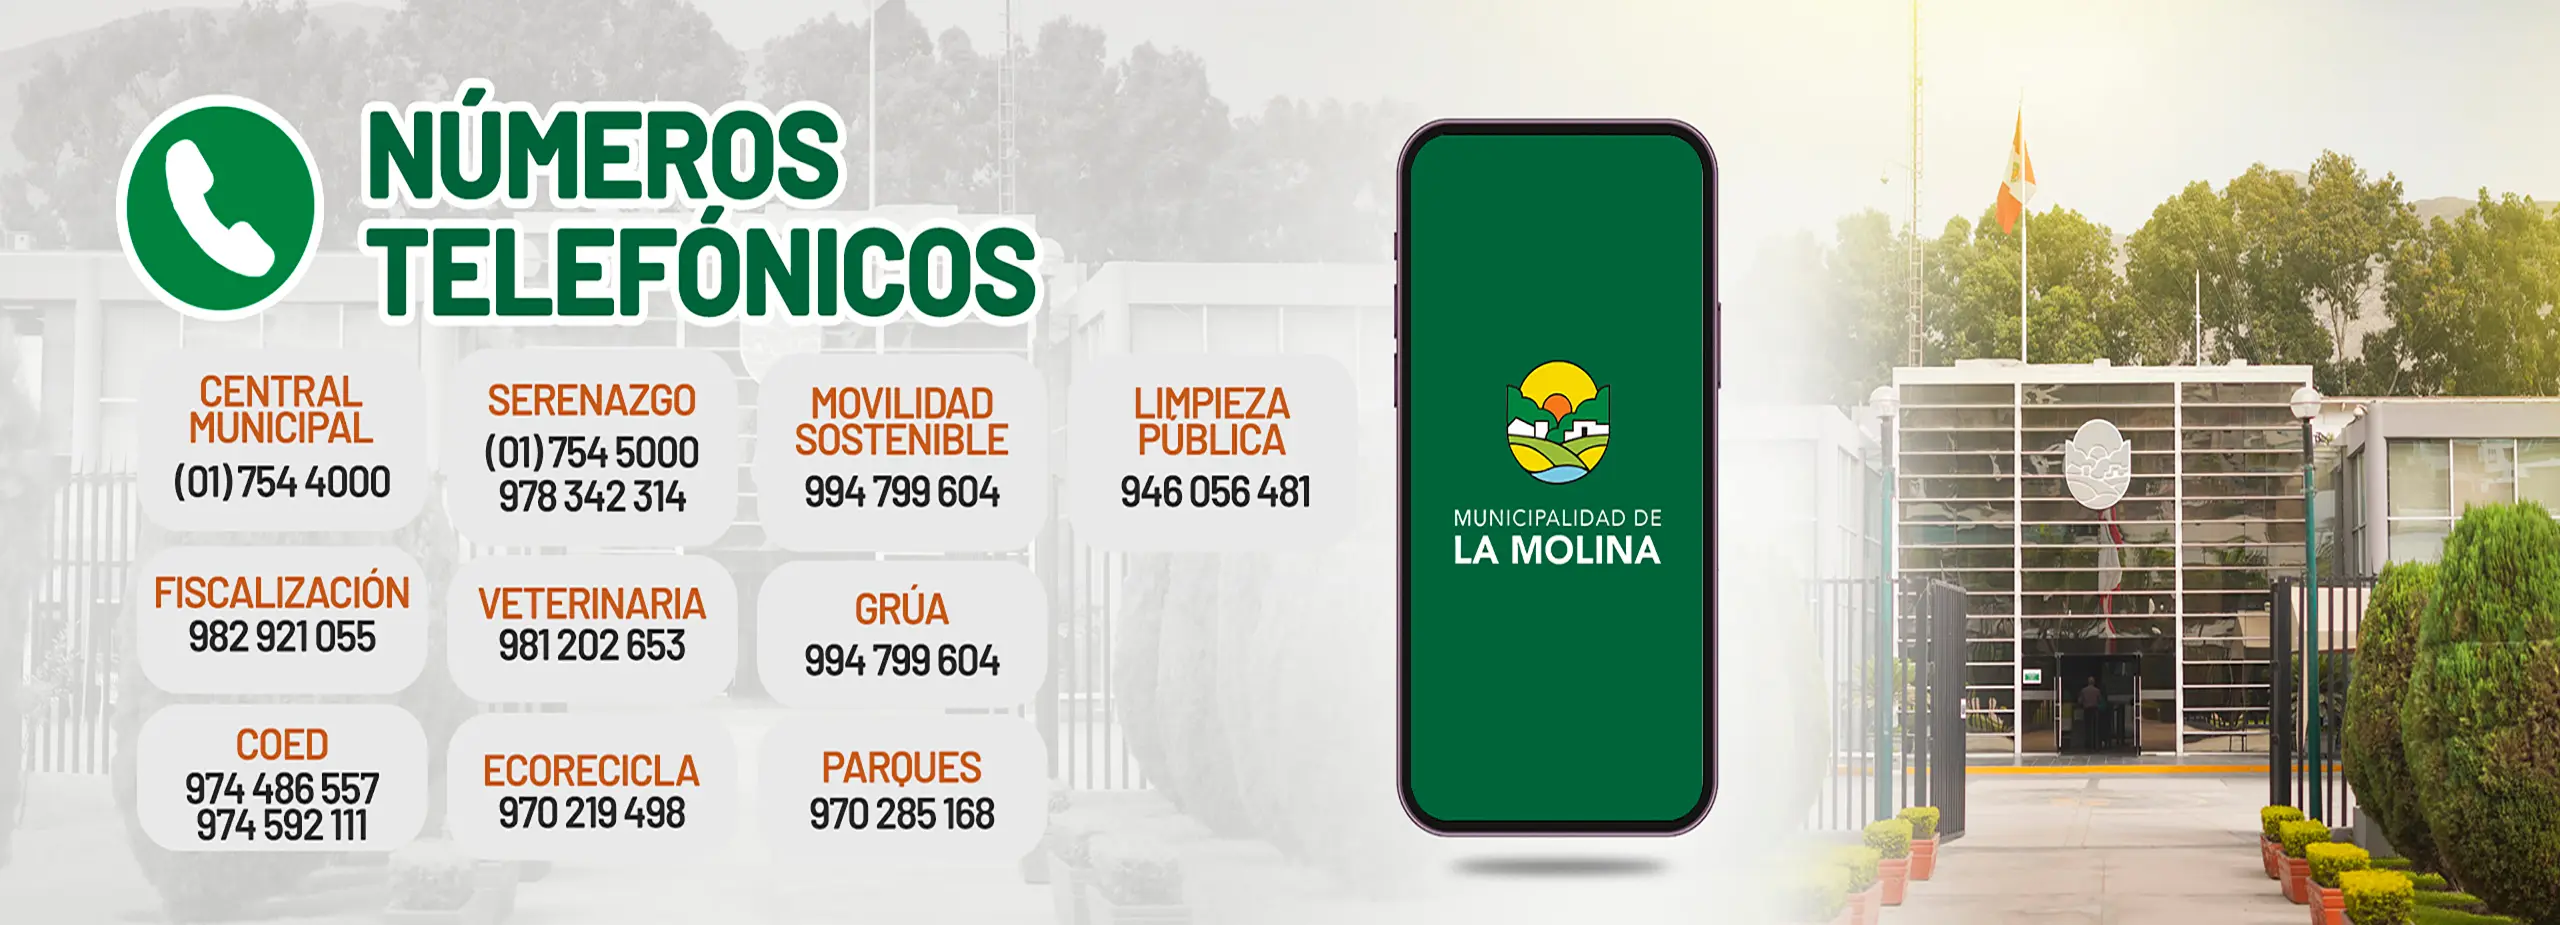 NÚMEROS
TELEFÓNICOS
CENTRAL
MUNICIPAL
(01) 754 4000
SERENAZGO
(01) 754 5000
978 342 314
MOVILIDAD
SOSTENIBLE
994 799 604
LIMPIEZA
PÚBLICA
946 056 481
FISCALIZACIÓN
982 921 055
VETERINARIA
981 202 653
GRÚA
994 799 604
COED
974 486 557
974 592 111
ECORECICLA
970 219 498
PARQUES
970 285 168
MUNICIPALIDAD DE
LA MOLINA